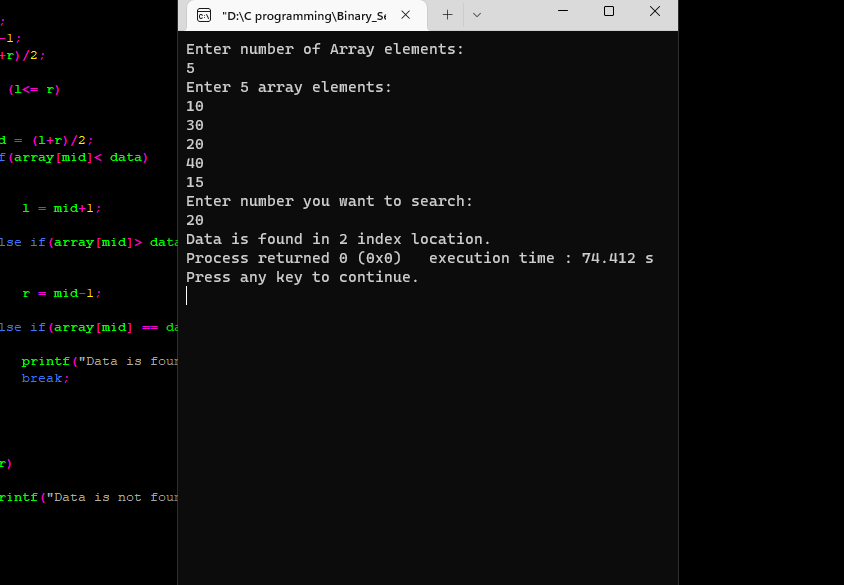 ;
-1;
+r)/2;
(l<= r)
d = (l+r)/2;
f(array[mid]< data)
l = mid+1;
lse if(array[mid]> data
r = mid-1;
lse if(array[mid] == da
printf("Data is foun
break;
r)
rintf("Data is not foun
"D:\C programming\Binary_Se
Enter number of Array elements:
5
Enter 5 array elements:
10
30
20
40
15
Enter number you want to search:
20
Data is found in 2 index location.
Process returned 0 (0x0)   execution time : 74.412 s
Press any key to continue.